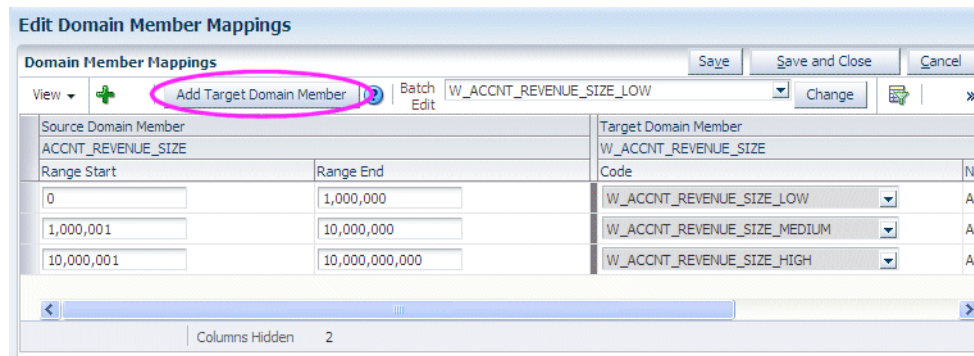 Edit Domain Member Mappings
Domain Member Mappings Save Save and Close Cancel
View Add Target Domain Member ? Batch Edit W_ACCNT_REVENUE_SIZE_LOW Change »
Source Domain Member Target Domain Member
ACCNT_REVENUE_SIZE W_ACCNT_REVENUE_SIZE
Range Start Range End Code N
0 1,000,000 W_ACCNT_REVENUE_SIZE_LOW A
1,000,001 10,000,000 W_ACCNT_REVENUE_SIZE_MEDIUM A
10,000,001 10,000,000,000 W_ACCNT_REVENUE_SIZE_HIGH A
Columns Hidden 2